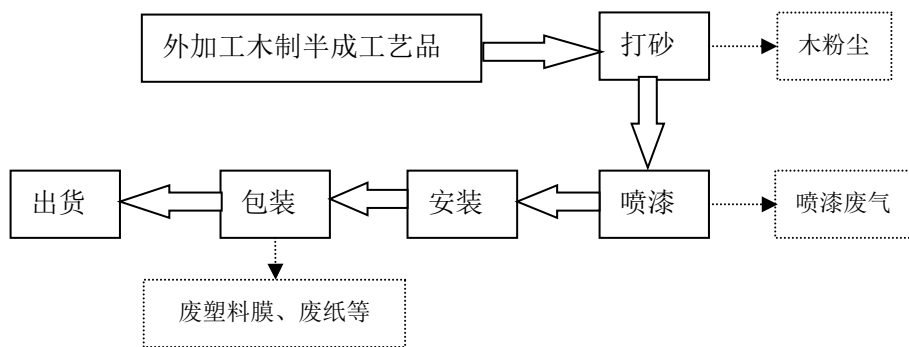 外加工木制半成工艺品
打砂
木粉尘
出货
包装
安装
喷漆
喷漆废气
废塑料膜、废纸等